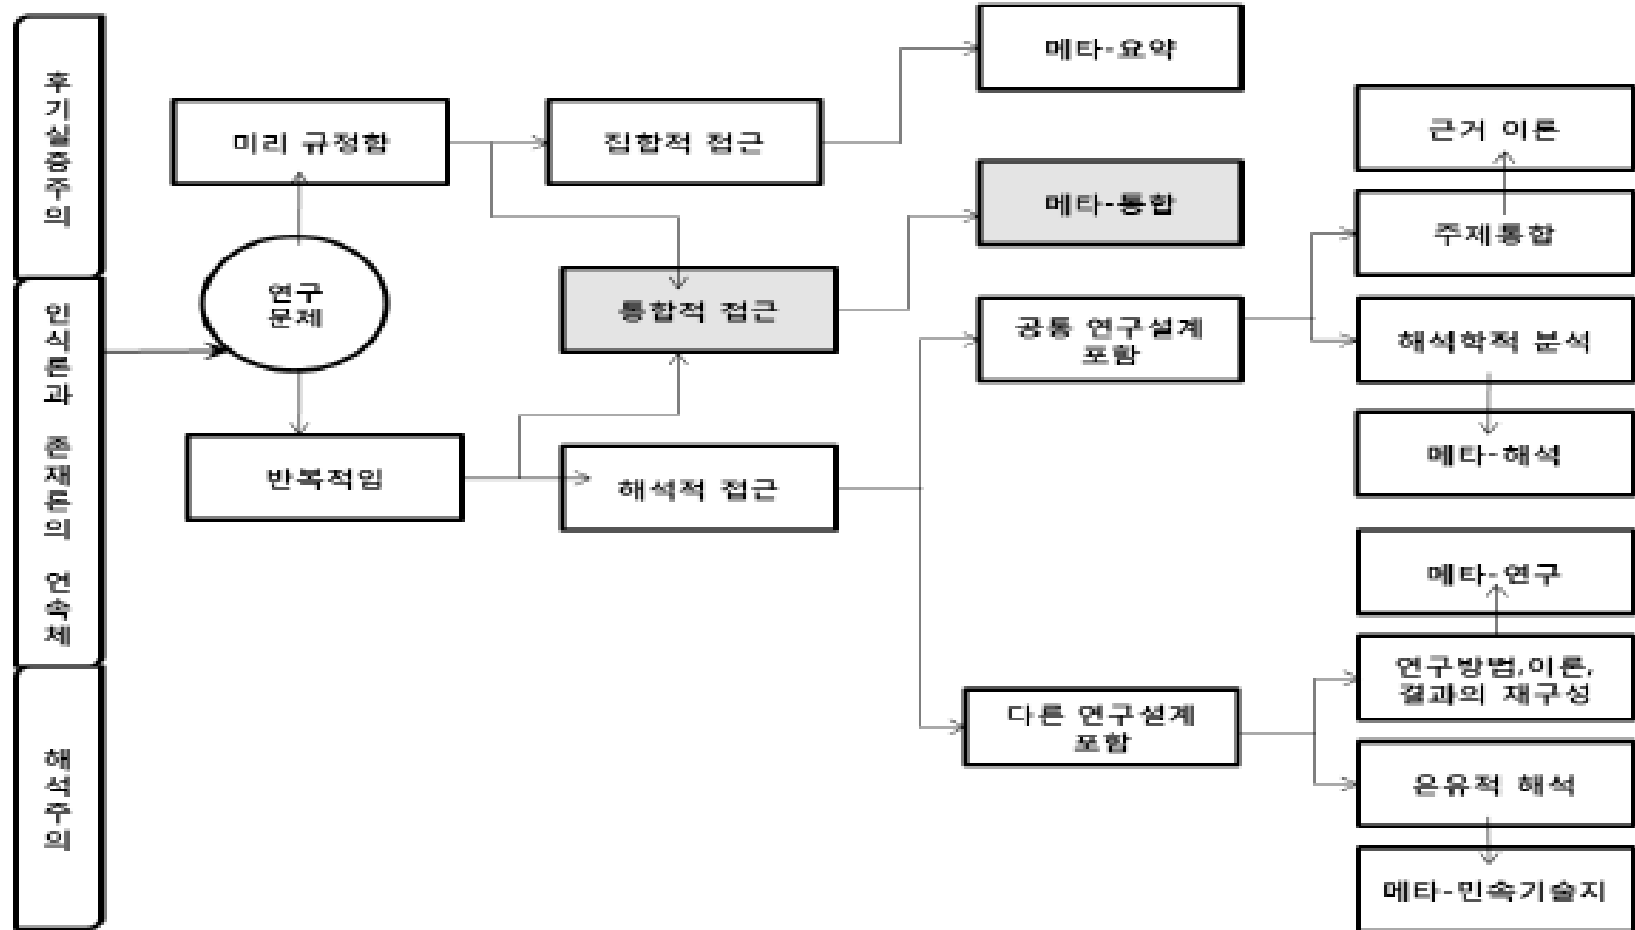 후기실증주의
인식론과 존재론의 연속체
해석주의
연구
문제
미리 규정함
반복적임
집합적 접근
통합적 접근
해석적 접근
메타-요약
메타-통합
공통 연구설계
포함
다른 연구설계
포함
근거 이론
주제통합
해석학적 분석
메타-해석
메타-연구
연구방법,이론,
결과의 재구성
은유적 해석
메타-민속기술지